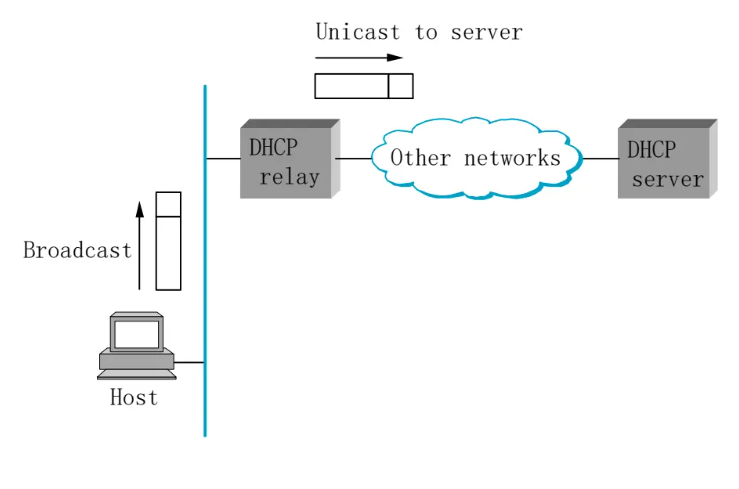 Unicast to server
DHCP
relay
Other networks
DHCP
server
Broadcast
Host